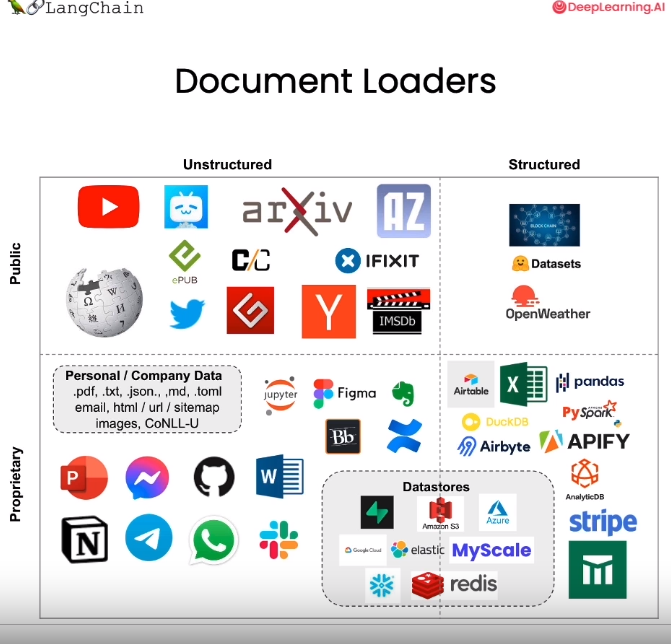 LangChain
DeepLearning.AI
Document Loaders
Unstructured
Structured
Public
arXiv
AZ
BLOCK CHAIN
ePUB
C/C
IFIXIT
Datasets
W
Ω
И
Y
IMSDb
OpenWeather
Proprietary
Personal / Company Data
.pdf, .txt, .json., ,md, .toml
email, html / url / sitemap
images, CoNLL-U
jupyter
Figma
Airtable
X
pandas
PySpark
Bb
DuckDB
Airbyte
APIFY
P
W
Datastores
AnalyticDB
Amazon S3
Azure
stripe
N
Google Cloud
elastic
MyScale
redis